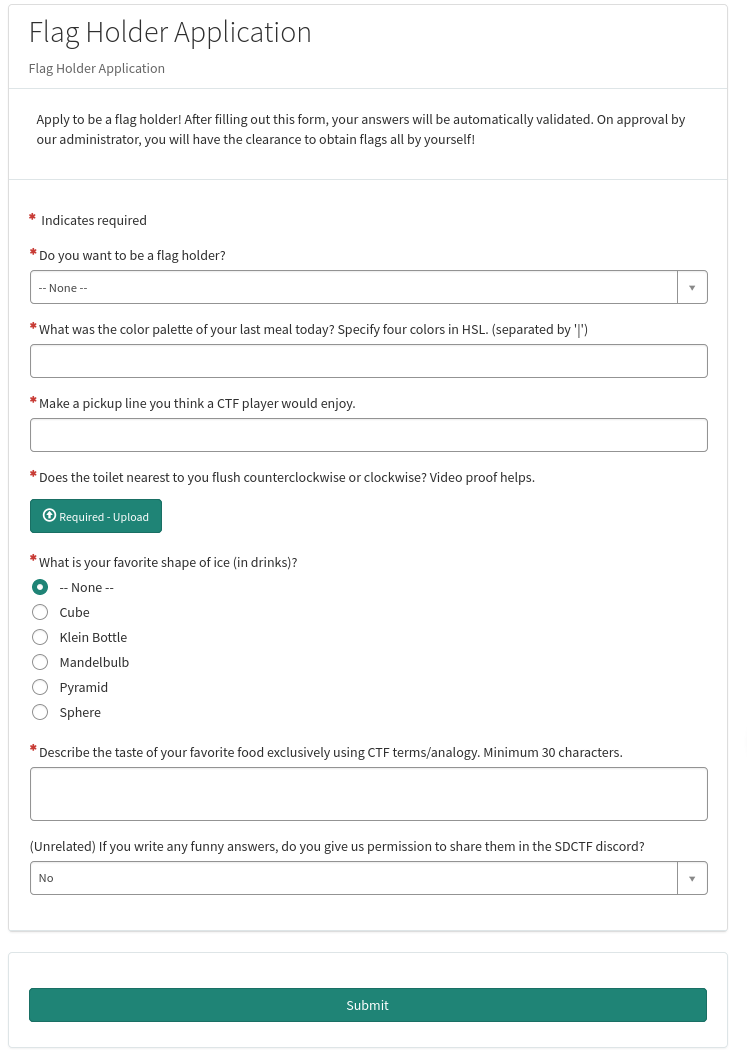 Flag Holder Application
Flag Holder Application
Apply to be a flag holder! After filling out this form, your answers will be automatically validated. On approval by
our administrator, you will have the clearance to obtain flags all by yourself!
* Indicates required
* Do you want to be a flag holder?
-- None --
* What was the color palette of your last meal today? Specify four colors in HSL. (separated by '|')
* Make a pickup line you think a CTF player would enjoy.
* Does the toilet nearest to you flush counterclockwise or clockwise? Video proof helps.
Required - Upload
* What is your favorite shape of ice (in drinks)?
-- None --
Cube
Klein Bottle
Mandelbulb
Pyramid
Sphere
* Describe the taste of your favorite food exclusively using CTF terms/analogy. Minimum 30 characters.
(Unrelated) If you write any funny answers, do you give us permission to share them in the SDCTF discord?
No
Submit